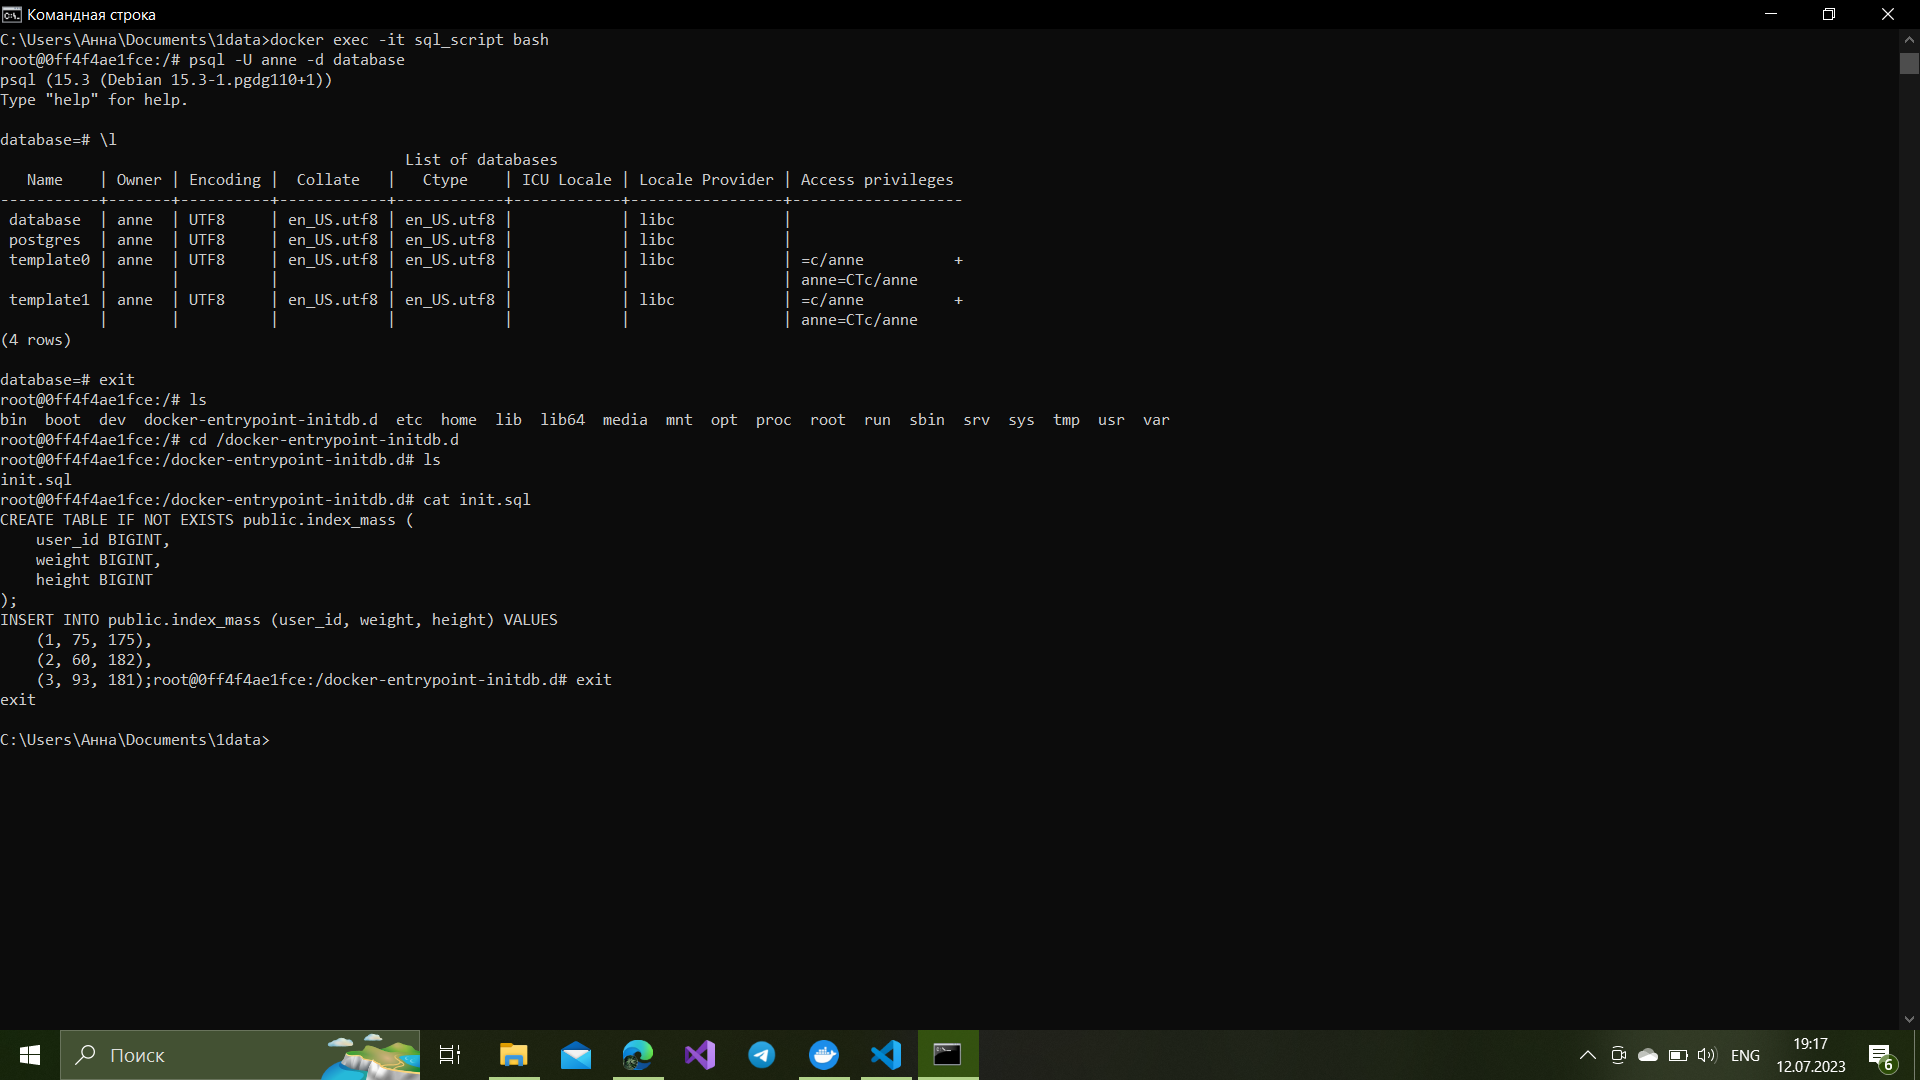 Командная строка
C:\Users\Анна\Documents\1data>docker exec -it sql_script bash
root@0ff4f4ae1fce:/# psql -U anne -d database
psql (15.3 (Debian 15.3-1.pgdg110+1))
Type "help" for help.
database=# \l
List of databases
Name | Owner | Encoding | Collate | Ctype | ICU Locale | Locale Provider | Access privileges
-----------+-------+----------+------------+------------+------------+-----------------+-------------------
database | anne | UTF8 | en_US.utf8 | en_US.utf8 | | libc |
postgres | anne | UTF8 | en_US.utf8 | en_US.utf8 | | libc |
template0 | anne | UTF8 | en_US.utf8 | en_US.utf8 | | libc | =c/anne +
| | | | | | | anne=CTc/anne
template1 | anne | UTF8 | en_US.utf8 | en_US.utf8 | | libc | =c/anne +
| | | | | | | anne=CTc/anne
(4 rows)
database=# exit
root@0ff4f4ae1fce:/# ls
bin boot dev docker-entrypoint-initdb.d etc home lib lib64 media mnt opt proc root run sbin srv sys tmp usr var
root@0ff4f4ae1fce:/# cd /docker-entrypoint-initdb.d
root@0ff4f4ae1fce:/docker-entrypoint-initdb.d# ls
init.sql
root@0ff4f4ae1fce:/docker-entrypoint-initdb.d# cat init.sql
CREATE TABLE IF NOT EXISTS public.index_mass (
user_id BIGINT,
weight BIGINT,
height BIGINT
);
INSERT INTO public.index_mass (user_id, weight, height) VALUES
(1, 75, 175),
(2, 60, 182),
(3, 93, 181);root@0ff4f4ae1fce:/docker-entrypoint-initdb.d# exit
exit
C:\Users\Анна\Documents\1data>
Поиск
ENG
19:17
12.07.2023
6